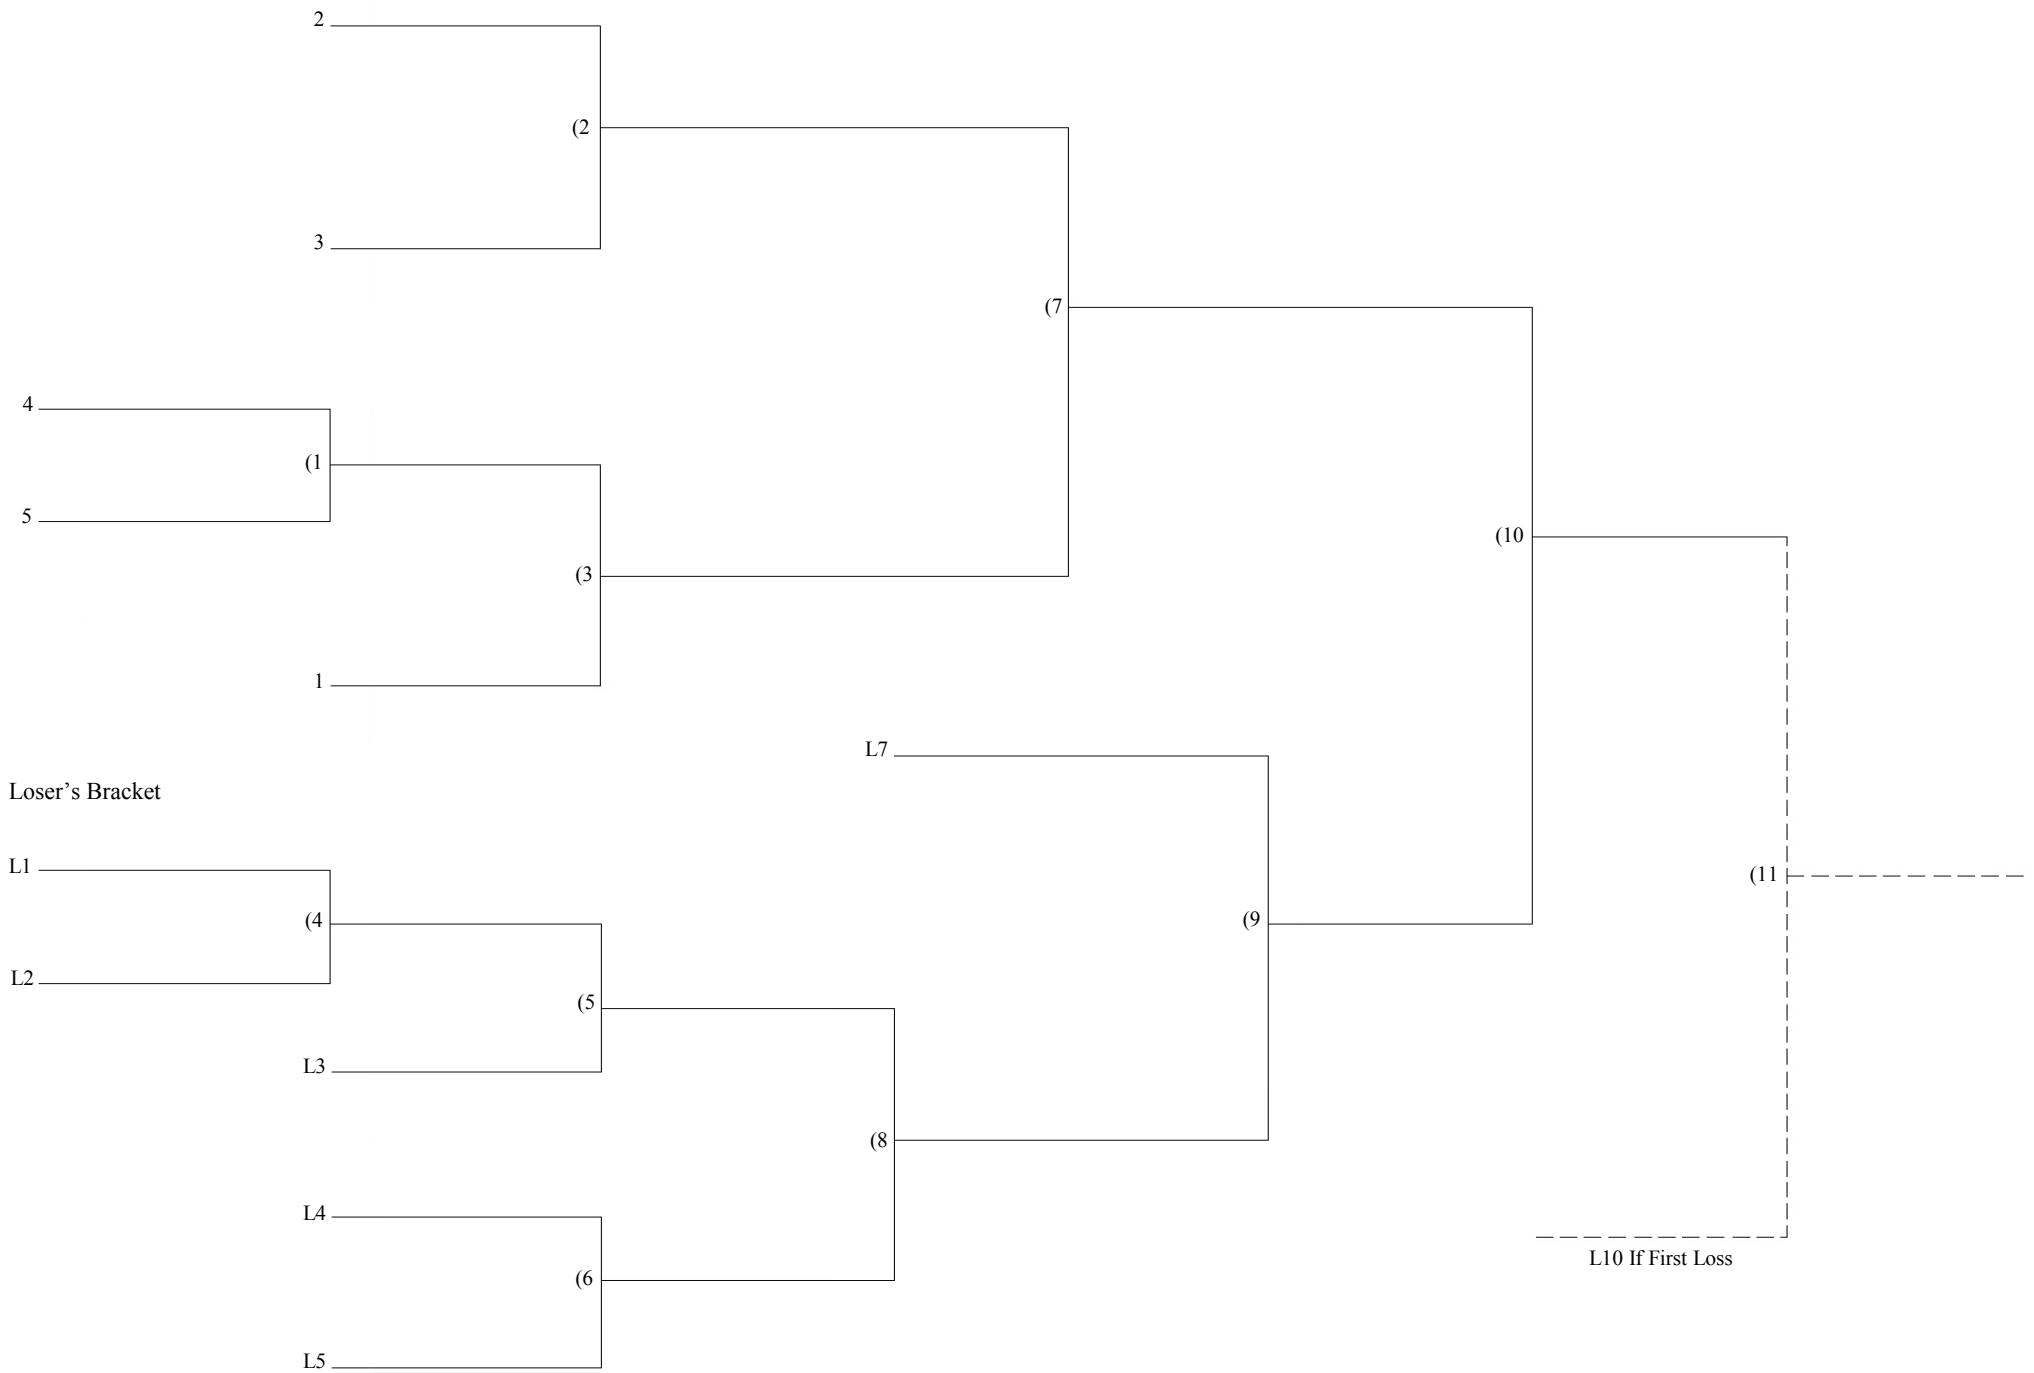 2
(2
3
(7
4
(1
5
(10
(3
1
L7
Loser’s Bracket
L1
(11
(4
(9
L2
(5
L3
(8
L4
L10 If First Loss
(6
L5